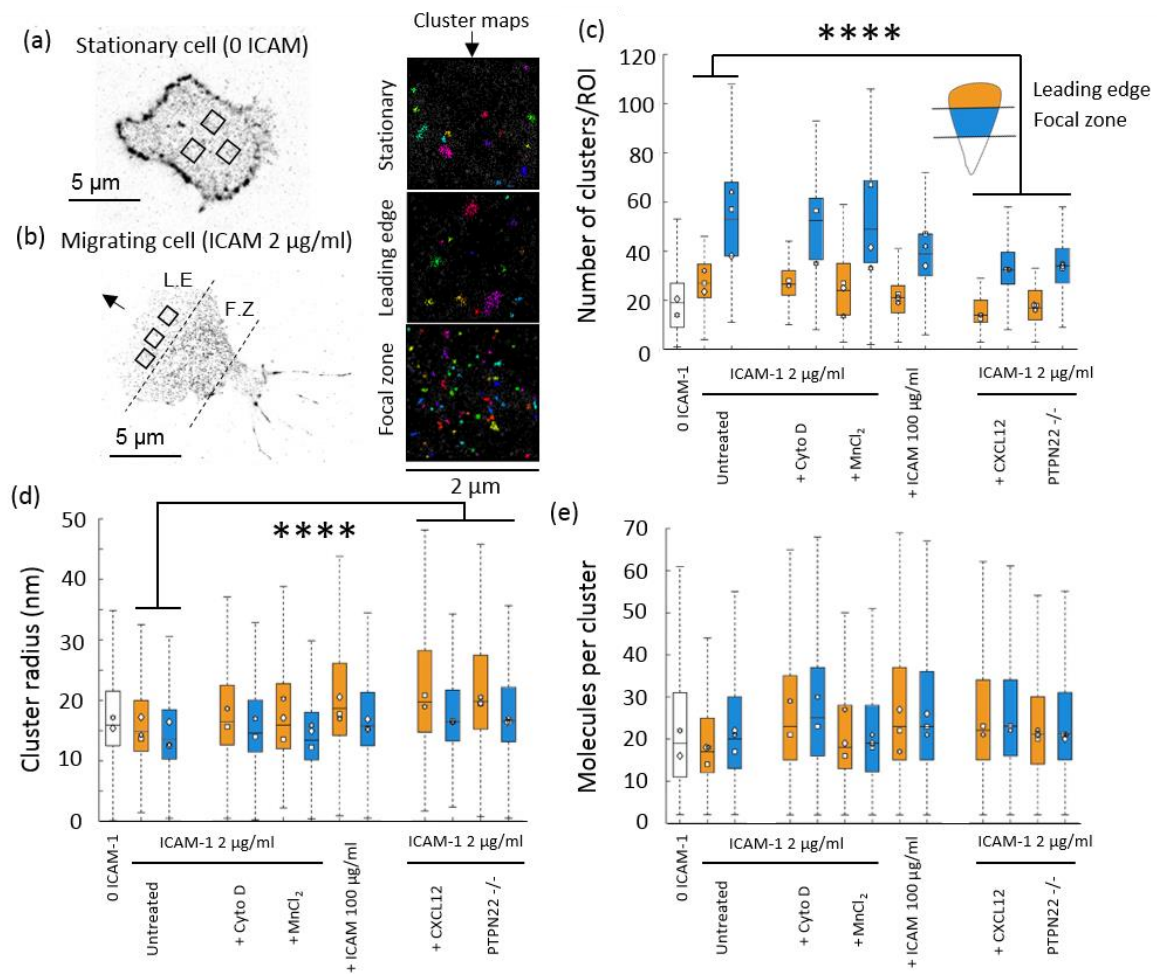 (a)
Stationary cell (0 ICAM)
5 µm
(b)
Migrating cell (ICAM 2 µg/ml)
L.E
F.Z
5 µm
Cluster maps
Stationary
Leading edge
Focal zone
2 µm
(c)
****
Leading edge
Focal zone
Number of clusters/ROI
120
100
80
60
40
20
0
0 ICAM-1
ICAM-1 2 µg/ml
Untreated
+ Cyto D
+ MnCl₂
+ ICAM 100 µg/ml
ICAM-1 2 µg/ml
+ CXCL12
PTPN22 -/-
(d)
****
Cluster radius (nm)
50
40
30
20
10
0
0 ICAM-1
ICAM-1 2 µg/ml
Untreated
+ Cyto D
+MnCl₂
+ ICAM 100 µg/ml
ICAM-1 2 µg/ml
+ CXCL12
PTPN22 -/-
(e)
Molecules per cluster
70
60
50
40
30
20
10
0
0 ICAM-1
ICAM-1 2 µg/ml
Untreated
+ Cyto D
+MnCl₂
+ ICAM 100 µg/ml
ICAM-1 2 µg/ml
+ CXCL12
PTPN22 -/-